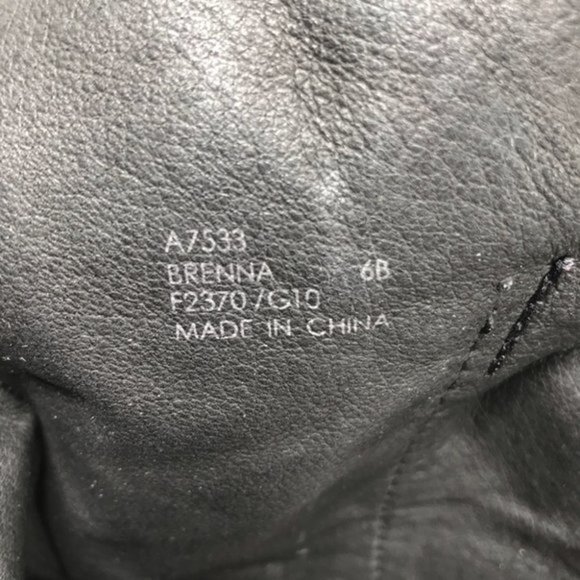 A7533
BRENNA 6B
F2370/G10
MADE IN CHINA